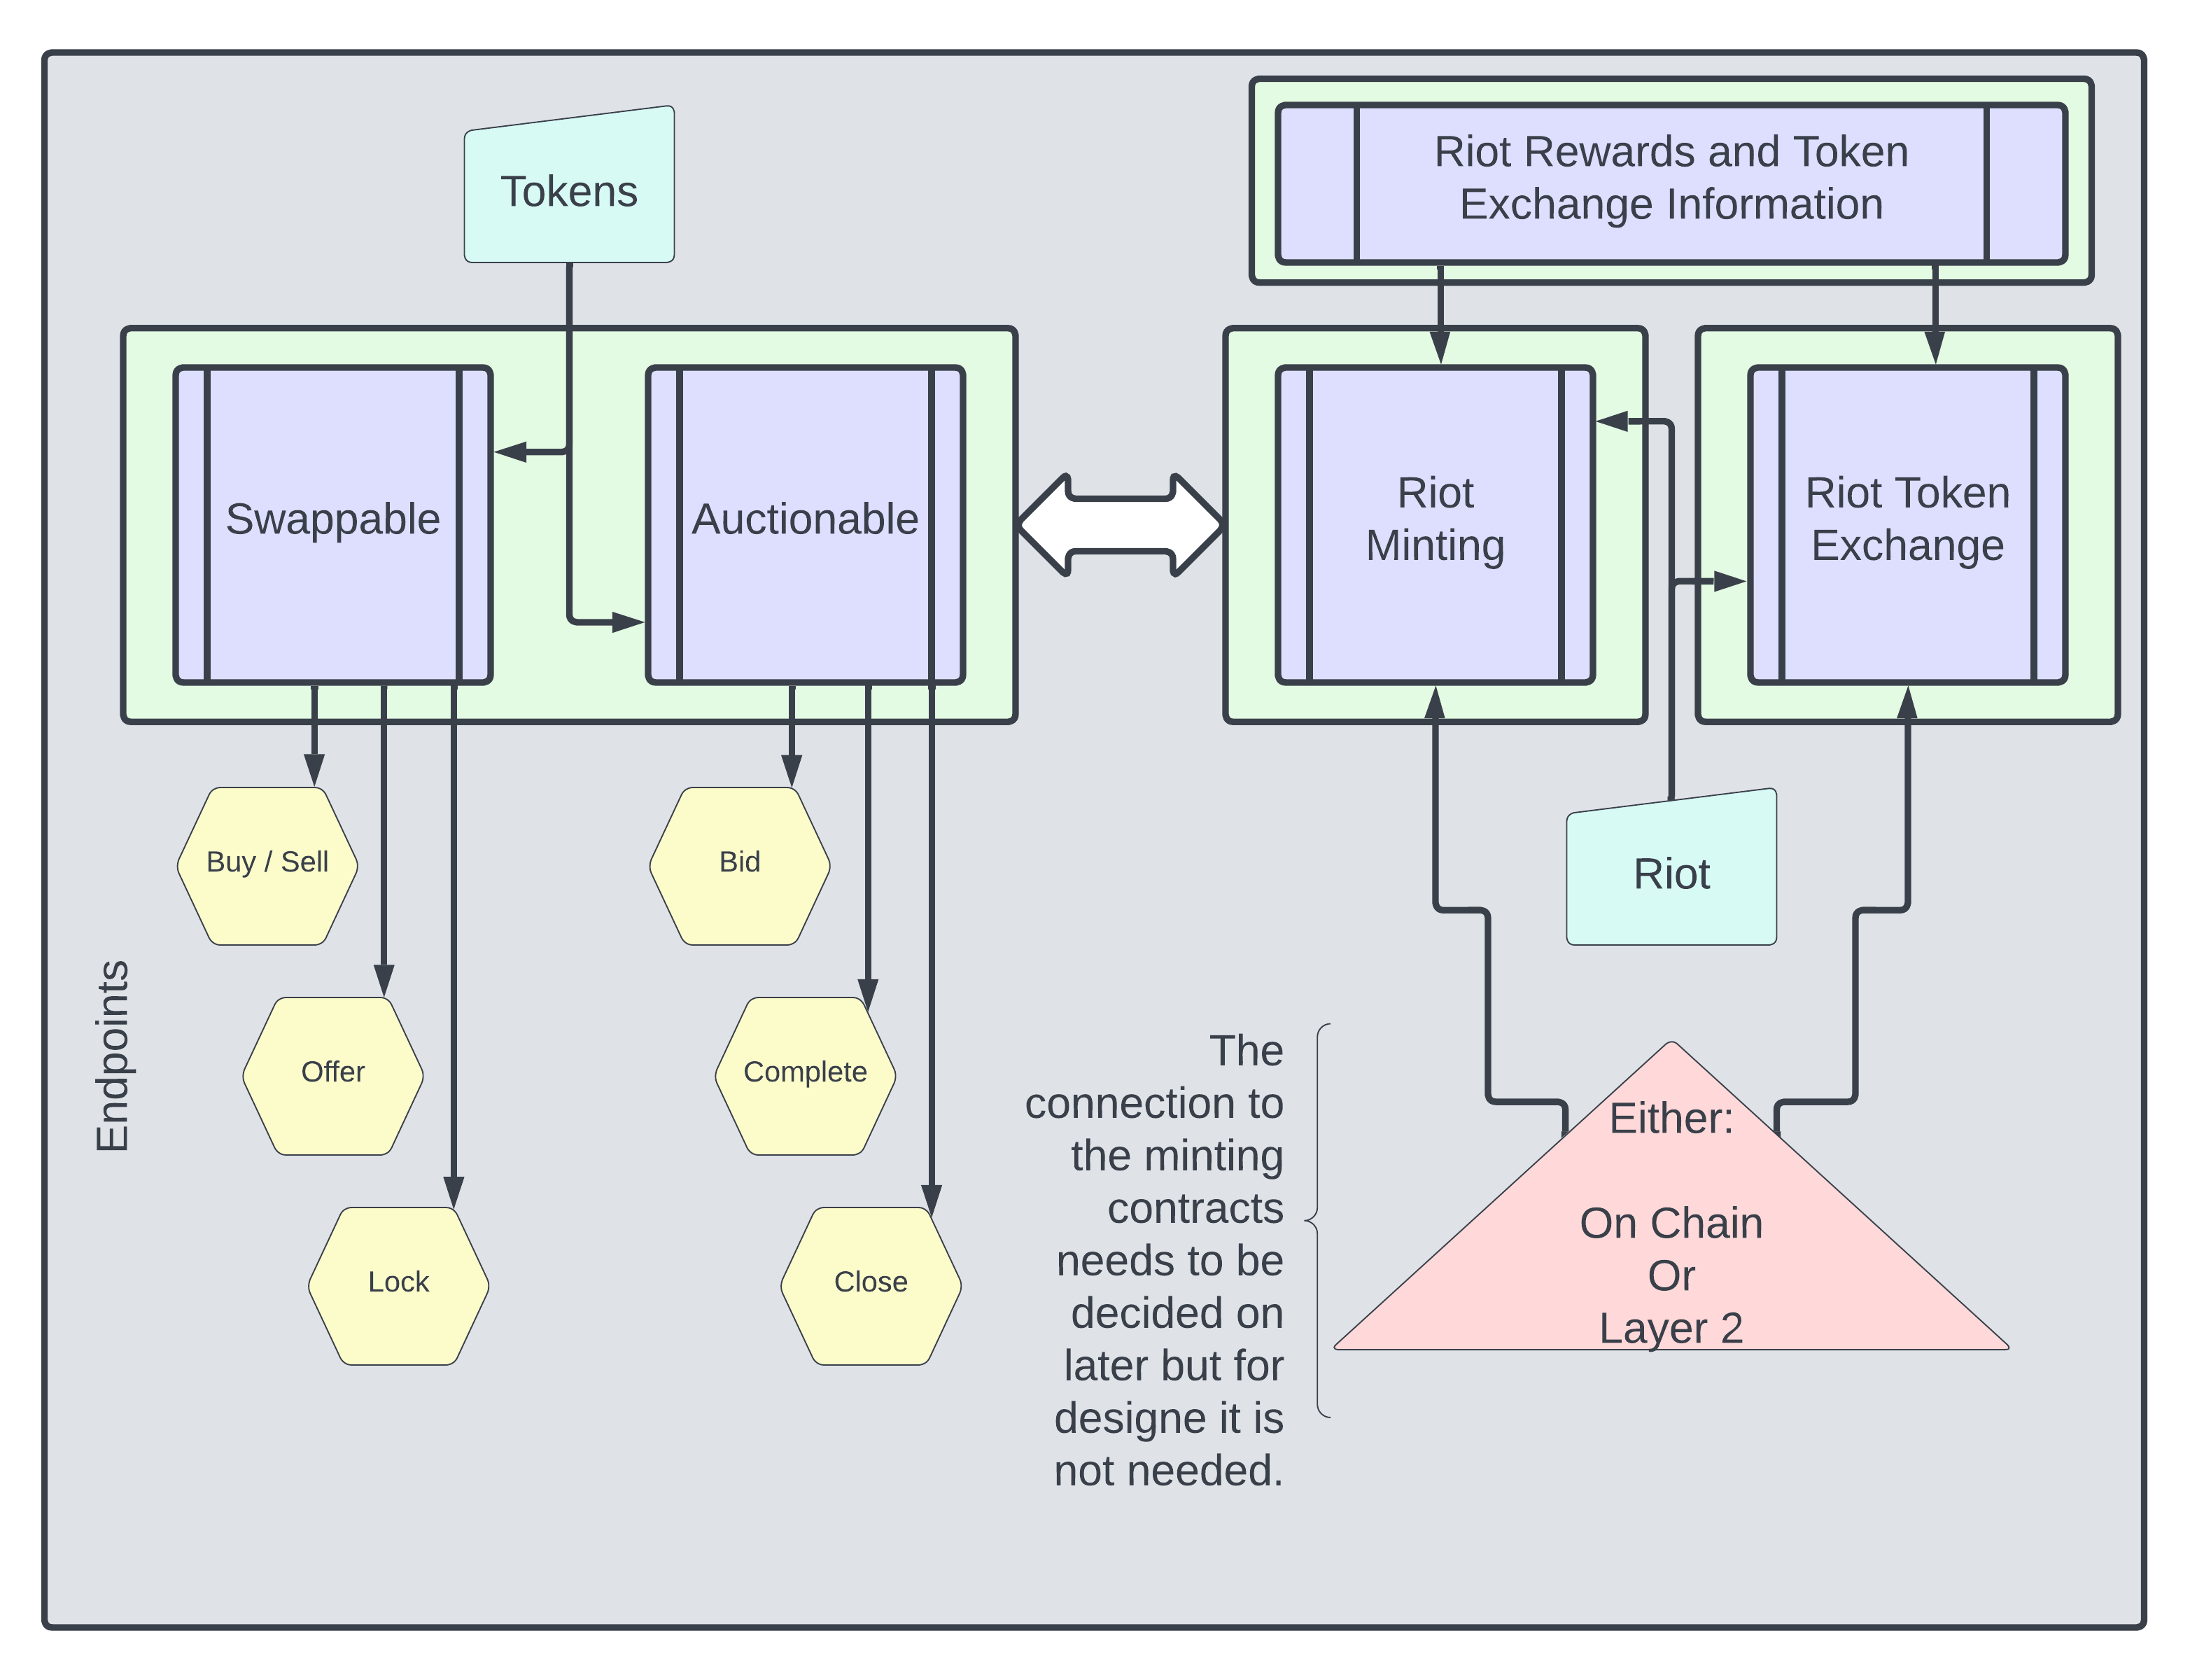 Tokens
Riot Rewards and Token
Exchange Information
Swappable
Auctionable
Riot
Minting
Riot Token
Exchange
Buy / Sell
Bid
Riot
Endpoints
Offer
Complete
Lock
Close
The
connection to
the minting
contracts
needs to be
decided on
later but for
designe it is
not needed.
Either:
On Chain
Or
Layer 2